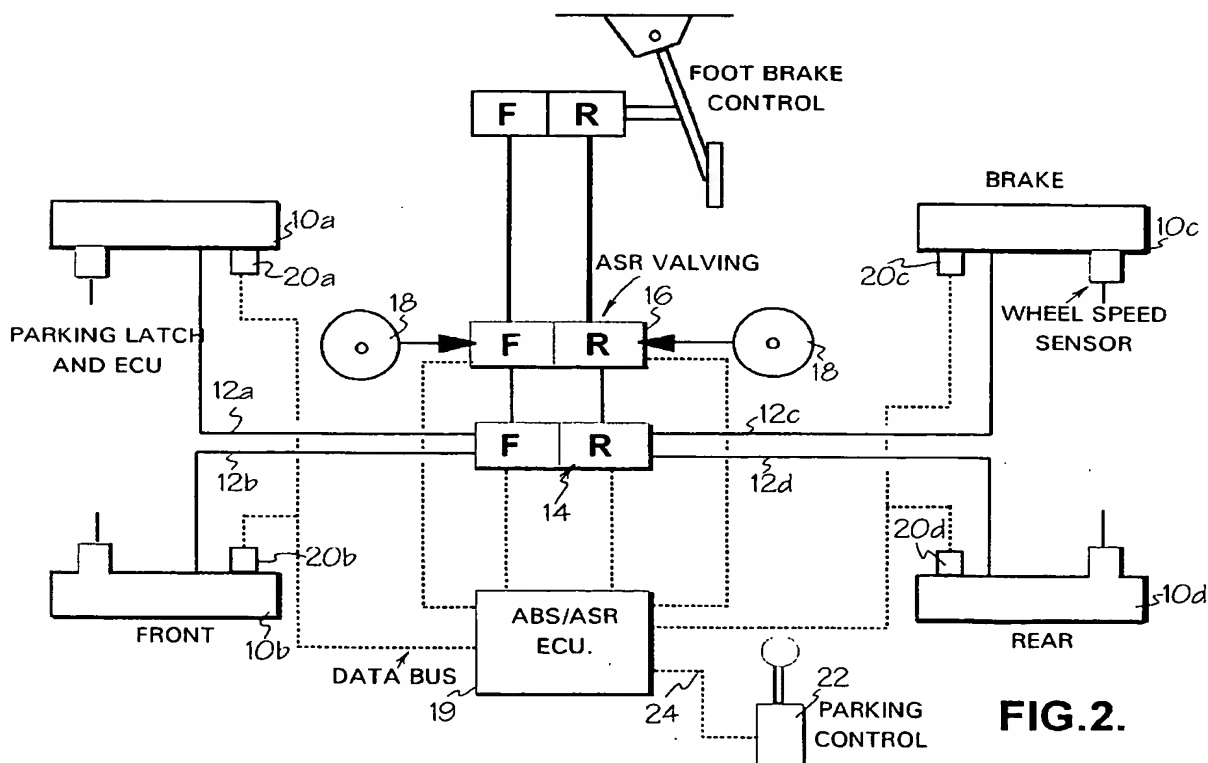 FOOT BRAKE
CONTROL
F R
BRAKE
10a
10c
20a
20c
ASR VALVING
16
18
F R
18
PARKING LATCH
AND ECU
WHEEL SPEED
SENSOR
12a
12c
F R
12b
12d
14
20b
20d
ABS/ASR
ECU.
10b
10d
FRONT
REAR
DATA BUS
19
24
22
PARKING
CONTROL
FIG.2.